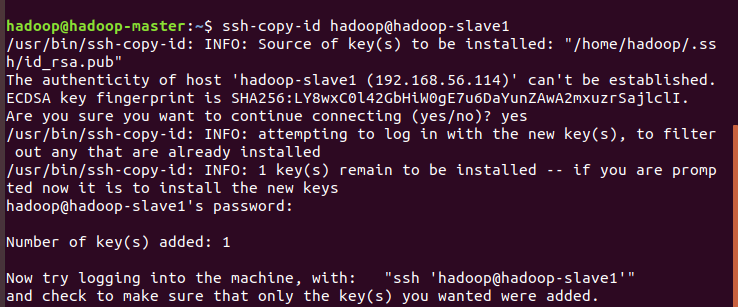 hadoop@hadoop-master:~$ ssh-copy-id hadoop@hadoop-slave1
/usr/bin/ssh-copy-id: INFO: Source of key(s) to be installed: "/home/hadoop/.ss
h/id_rsa.pub"
The authenticity of host 'hadoop-slave1 (192.168.56.114)' can't be established.
ECDSA key fingerprint is SHA256:LY8wxC0l42GbHiW0gE7u6DaYunZAwA2mxuzrSajlclI.
Are you sure you want to continue connecting (yes/no)? yes
/usr/bin/ssh-copy-id: INFO: attempting to log in with the new key(s), to filter
 out any that are already installed
/usr/bin/ssh-copy-id: INFO: 1 key(s) remain to be installed -- if you are promp
ted now it is to install the new keys
hadoop@hadoop-slave1's password:
Number of key(s) added: 1
Now try logging into the machine, with:   "ssh 'hadoop@hadoop-slave1'"
and check to make sure that only the key(s) you wanted were added.